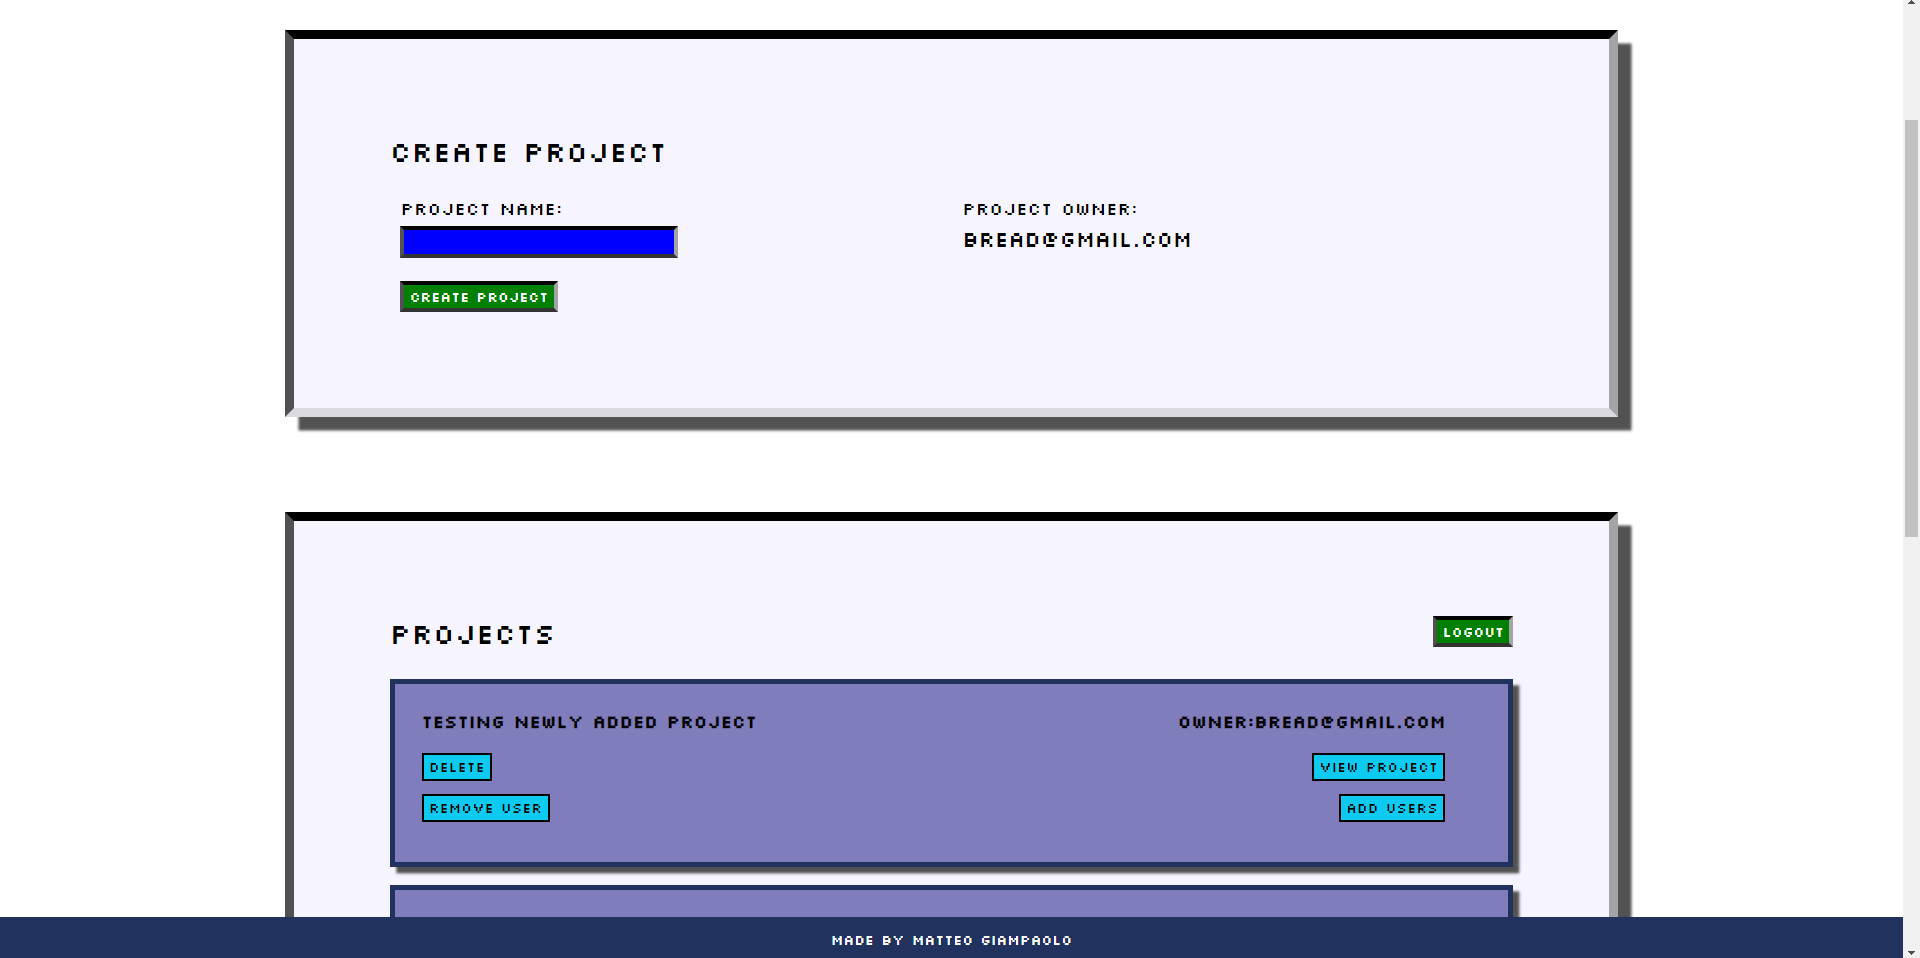 CREATE PROJECT
PROJECT NAME:
PROJECT OWNER:
BREAD@GMAIL.COM
CREATE PROJECT
PROJECTS
LOGOUT
TESTING NEWLY ADDED PROJECT
OWNER:BREAD@GMAIL.COM
DELETE
VIEW PROJECT
REMOVE USER
ADD USERS
MADE BY MATTEO GIAMPAOLO